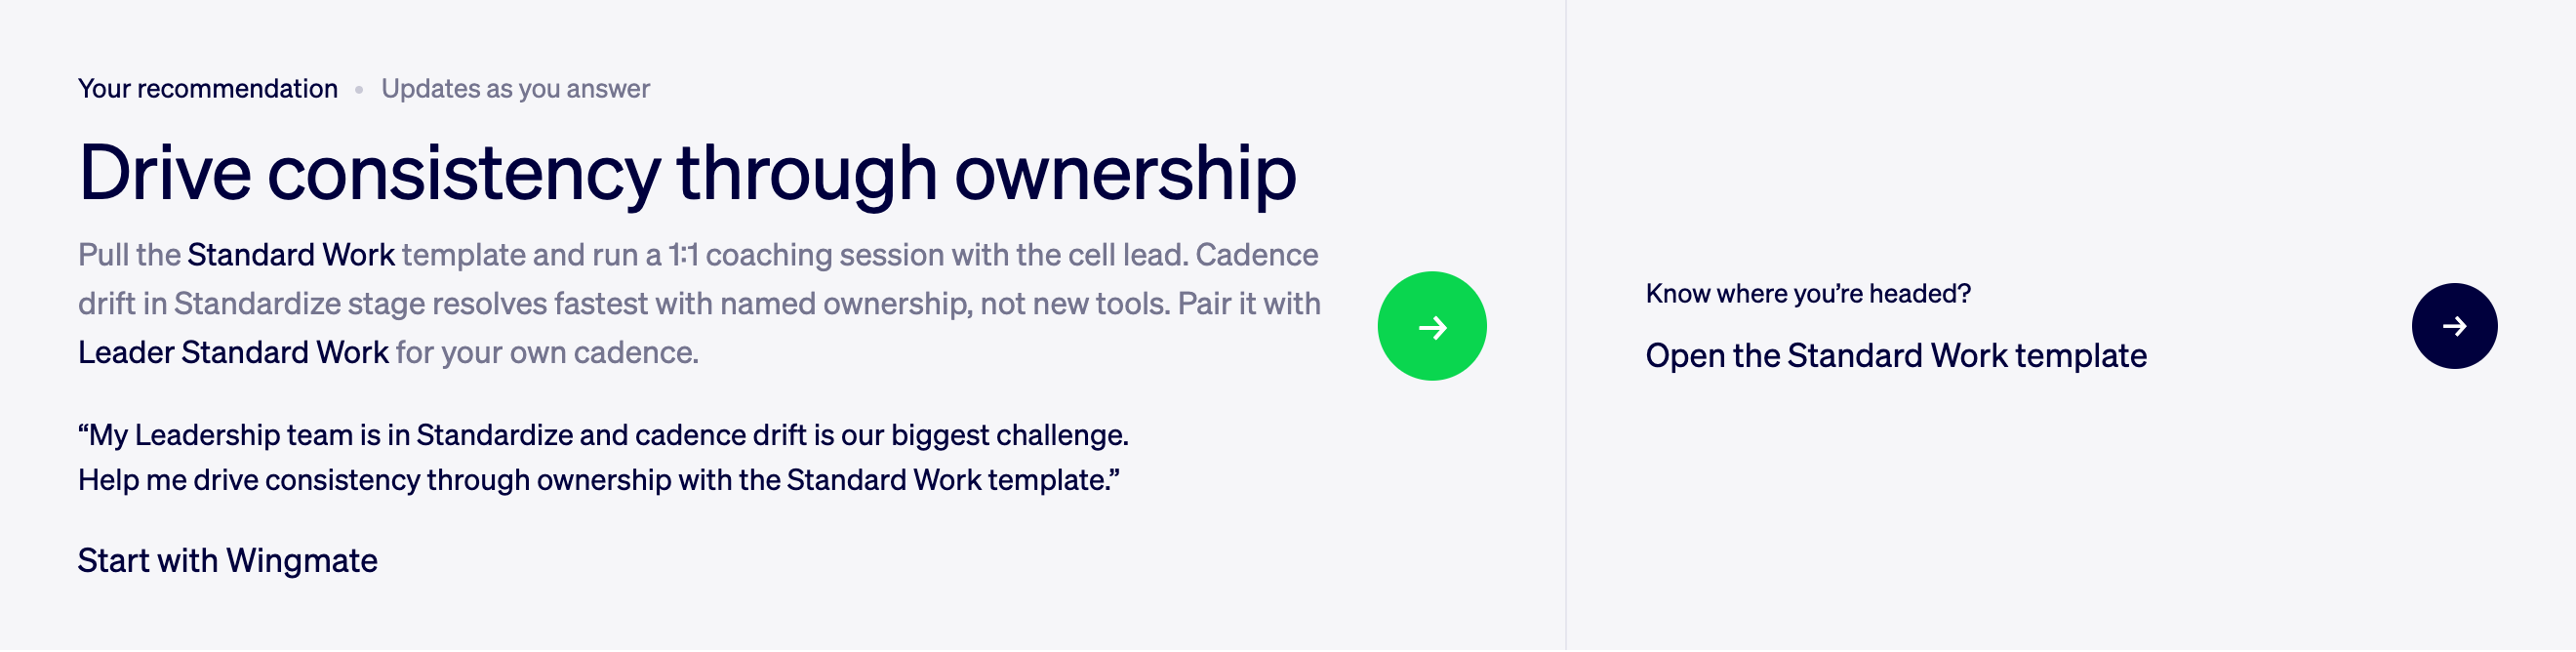 Your recommendation • Updates as you answer
Drive consistency through ownership
Pull the Standard Work template and run a 1:1 coaching session with the cell lead. Cadence
drift in Standardize stage resolves fastest with named ownership, not new tools. Pair it with
Leader Standard Work for your own cadence.
“My Leadership team is in Standardize and cadence drift is our biggest challenge.
Help me drive consistency through ownership with the Standard Work template.”
Start with Wingmate
Know where you’re headed?
Open the Standard Work template